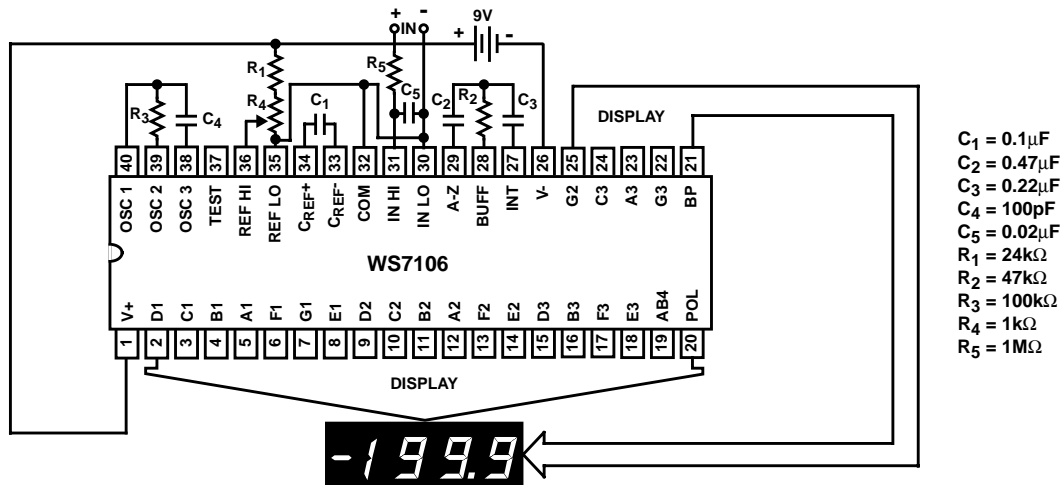 + - 9V
IN + -
R1 R5
R4 C1 C5 C2 R2 C3 DISPLAY
R3 C4
40 39 38 37 36 35 34 33 32 31 30 29 28 27 26 25 24 23 22 21
OSC 1 OSC 2 OSC 3 TEST REF HI REF LO CREF+ CREF- COM IN HI IN LO A-Z BUFF INT V- G2 C3 A3 G3 BP
WS7106
V+ D1 C1 B1 A1 F1 G1 E1 D2 C2 B2 A2 F2 E2 D3 B3 F3 E3 AB4 POL
1 2 3 4 5 6 7 8 9 10 11 12 13 14 15 16 17 18 19 20
DISPLAY
-199.9
C1 = 0.1μF
C2 = 0.47μF
C3 = 0.22μF
C4 = 100pF
C5 = 0.02μF
R1 = 24kΩ
R2 = 47kΩ
R3 = 100kΩ
R4 = 1kΩ
R5 = 1MΩ